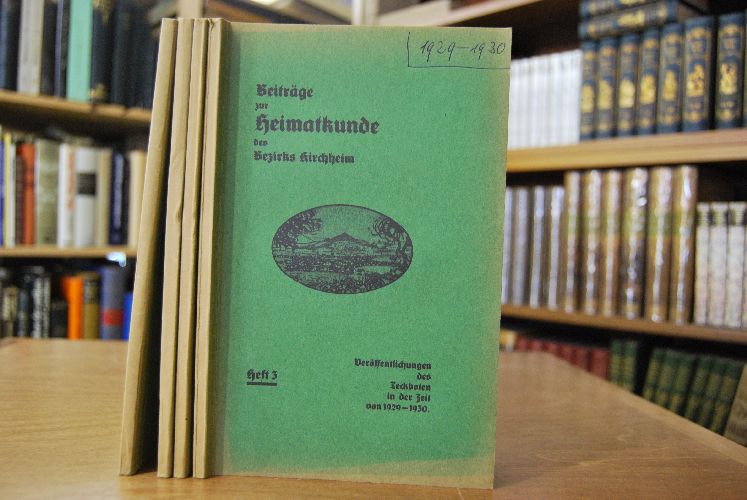 1929-1930
Beiträge
zur
Heimatkunde
des
Bezirks Kirchheim
Heft 3
Veröffentlichungen
des
Teckboten
in der Zeit
von 1929-1930.